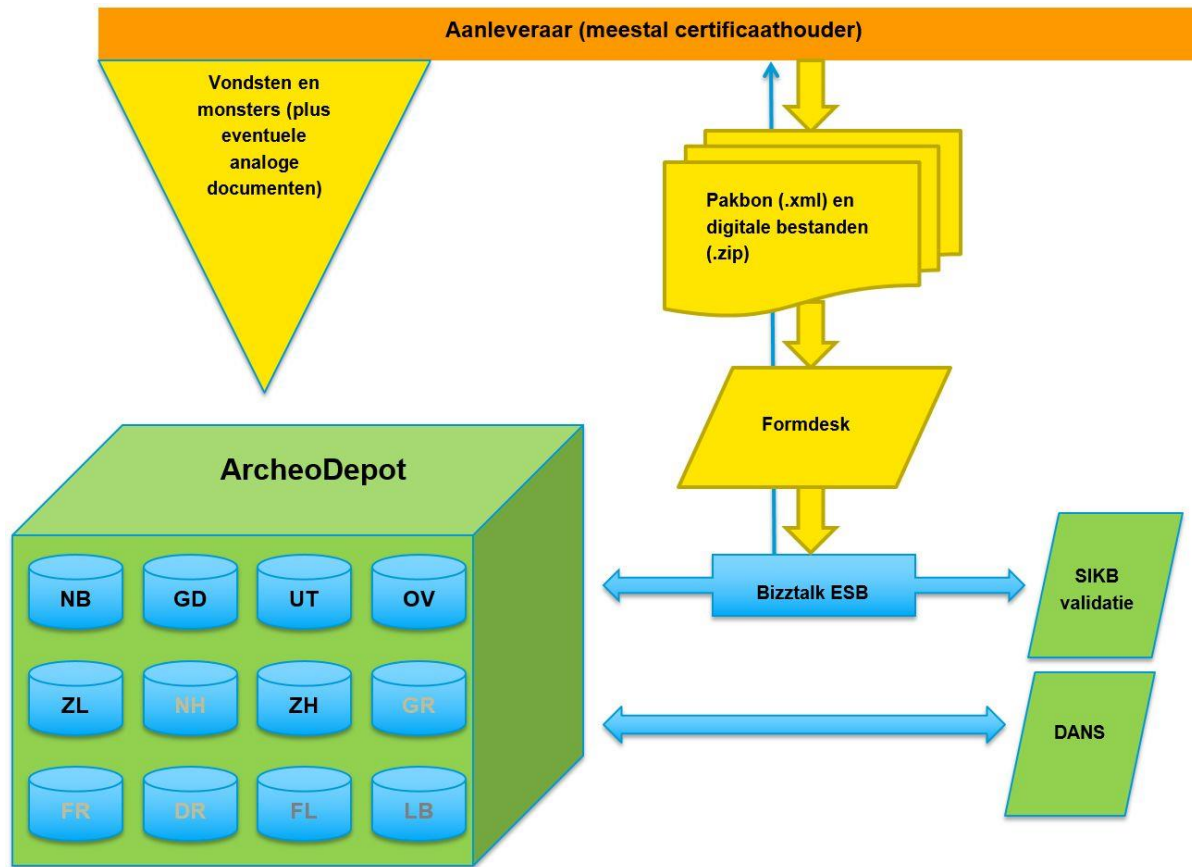 Aanleveraar (meestal certificaathouder)
Vondsten en
monsters (plus
eventuele
analoge
documenten)
Pakbon (.xml) en
digitale bestanden
(.zip)
Formdesk
ArcheoDepot
NB GD UT OV
Bizztalk ESB
SIKB
validatie
ZL NH ZH GR
DANS
FR DR FL LB